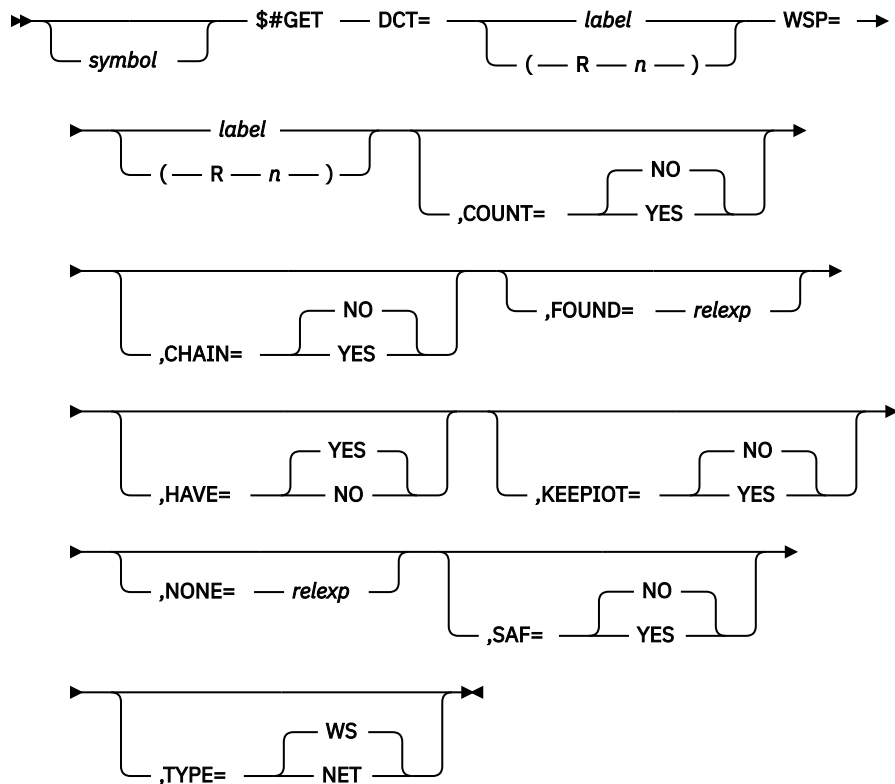 symbol $#GET DCT= label ( R n ) WSP=
label ( R n ) ,COUNT= NO YES
,CHAIN= NO YES ,FOUND= relexp
,HAVE= YES NO ,KEEPIOT= NO YES
,NONE= relexp ,SAF= NO YES
,TYPE= WS NET